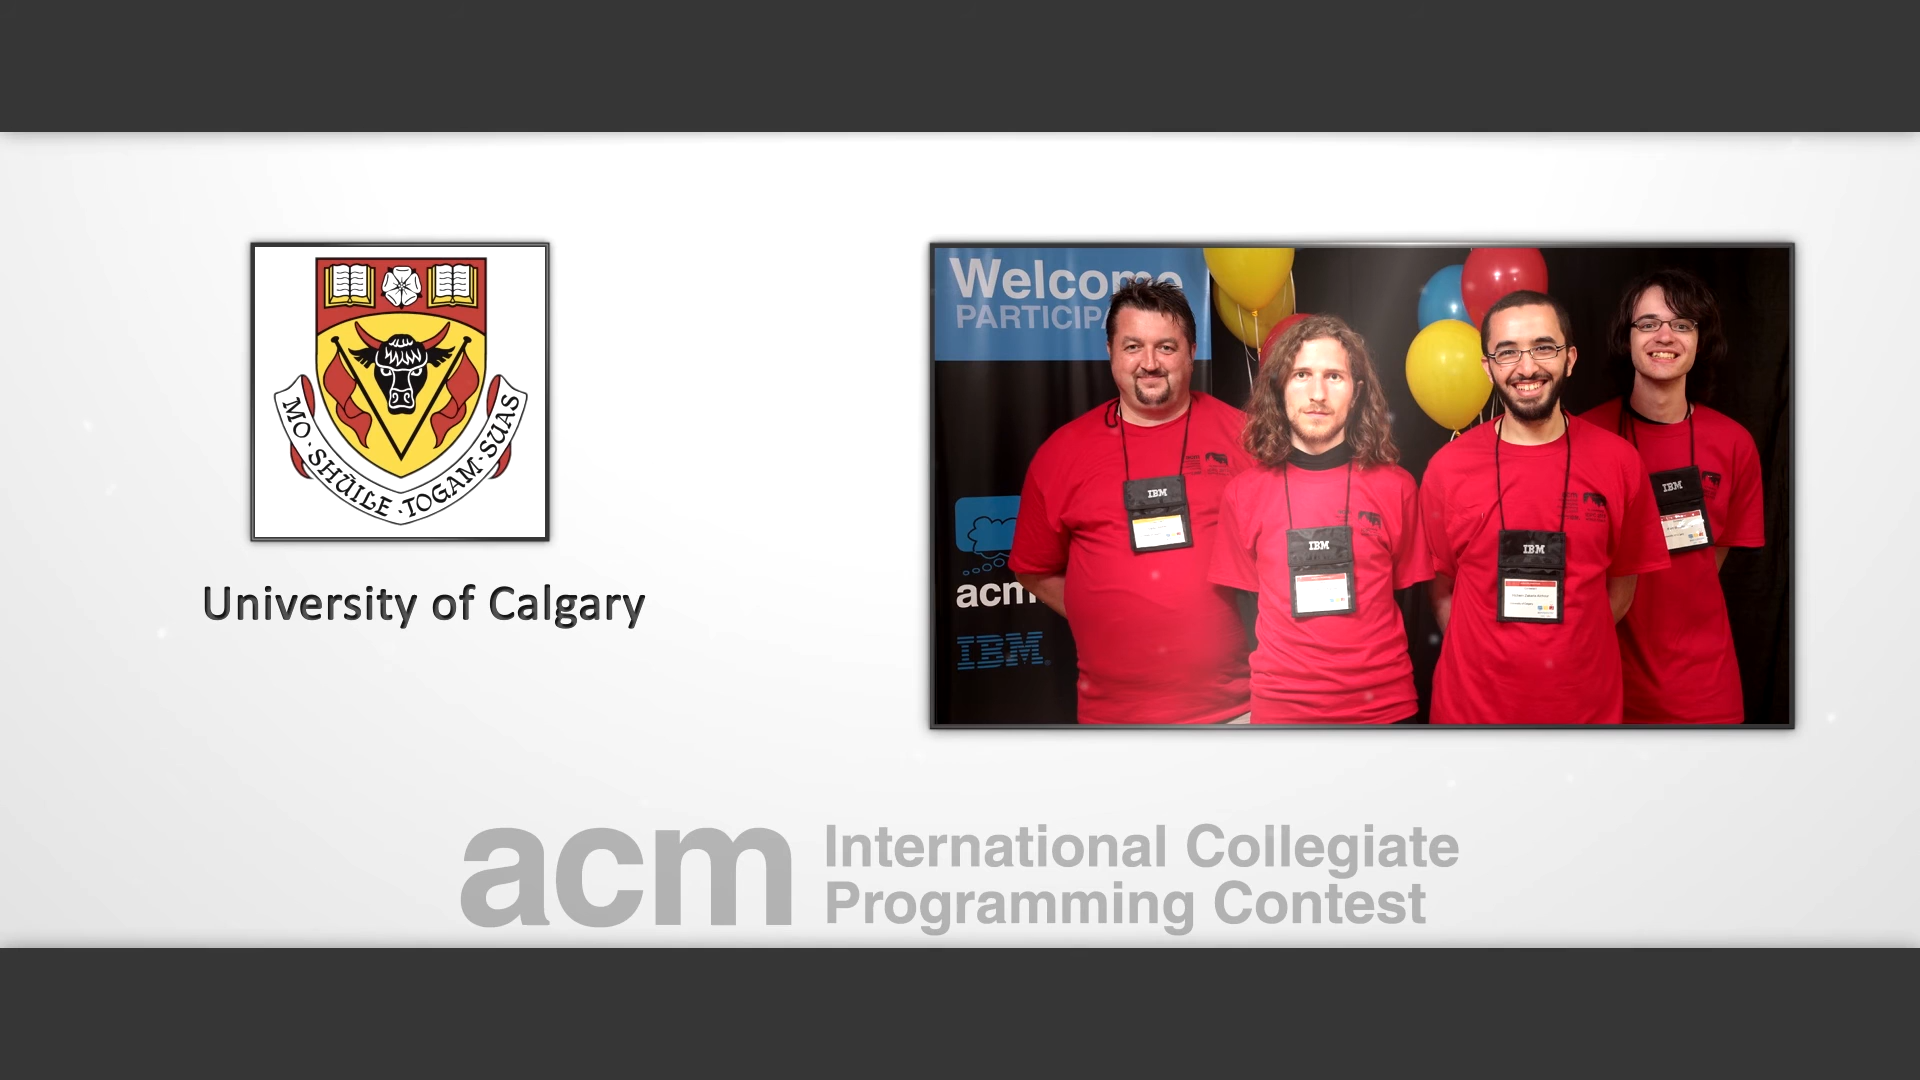 MO · SHÙILE · TOGAM · SUAS
University of Calgary
Welcome
PARTICIPA
acm
IBM
IBM
IBM
IBM
IBM
acm International Collegiate
Programming Contest